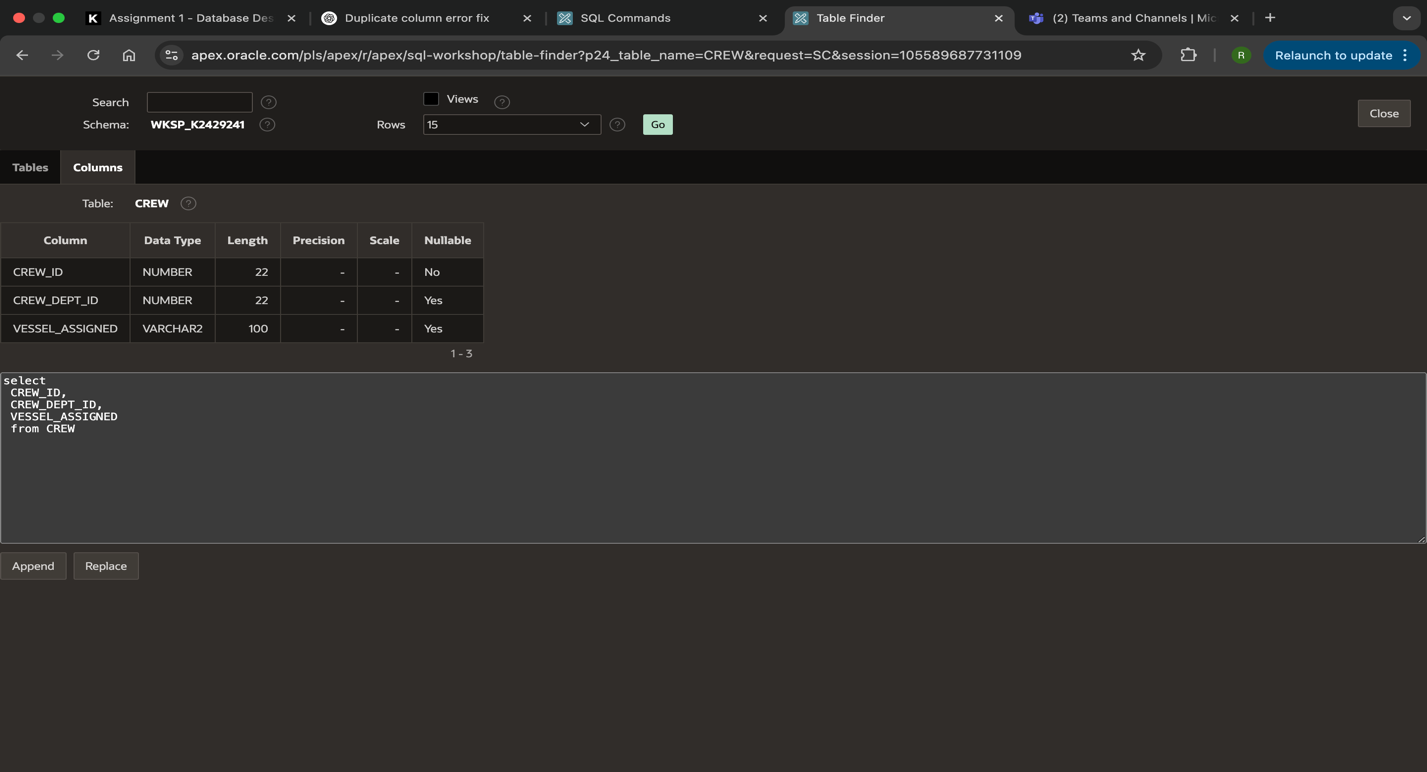 K Assignment 1 - Database Des
Duplicate column error fix
SQL Commands
Table Finder
(2) Teams and Channels | Mic
apex.oracle.com/pls/apex/r/apex/sql-workshop/table-finder?p24_table_name=CREW&request=SC&session=105589687731109
R
Relaunch to update
Search
?
Views
?
Schema: WKSP_K2429241 ?
Rows 15 ? Go
Close
Tables Columns
Table: CREW ?
Column Data Type Length Precision Scale Nullable
CREW_ID NUMBER 22 - - No
CREW_DEPT_ID NUMBER 22 - - Yes
VESSEL_ASSIGNED VARCHAR2 100 - - Yes
1 - 3
select
CREW_ID,
CREW_DEPT_ID,
VESSEL_ASSIGNED
from CREW
Append Replace